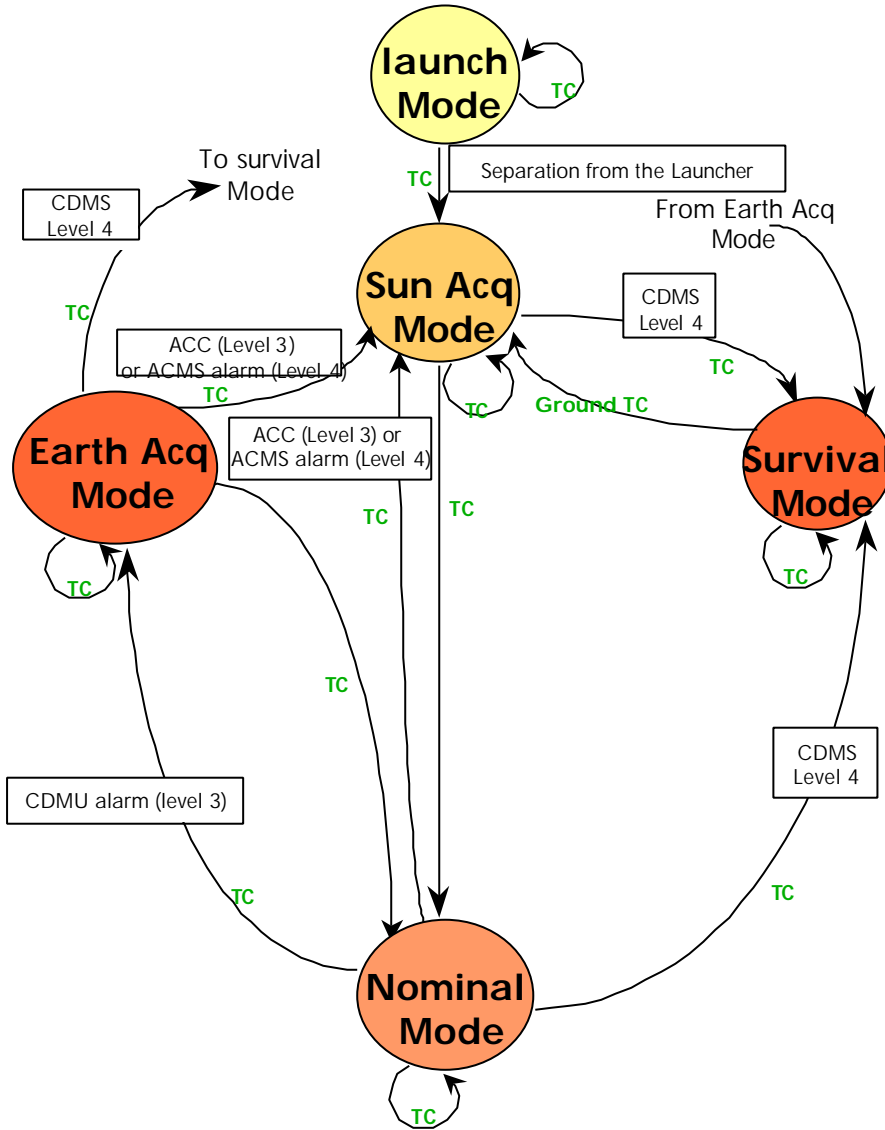 launch
Mode
TC
To survival
Mode
TC
Separation from the Launcher
CDMS
Level 4
From Earth Acq
Mode
Sun Acq
Mode
CDMS
Level 4
TC
ACC (Level 3)
or ACMS alarm (Level 4)
TC
TC
TC
Ground TC
ACC (Level 3) or
ACMS alarm (Level 4)
Earth Acq
Mode
Survival
Mode
TC
TC
TC
TC
TC
CDMS
Level 4
CDMU alarm (level 3)
TC
TC
Nominal
Mode
TC